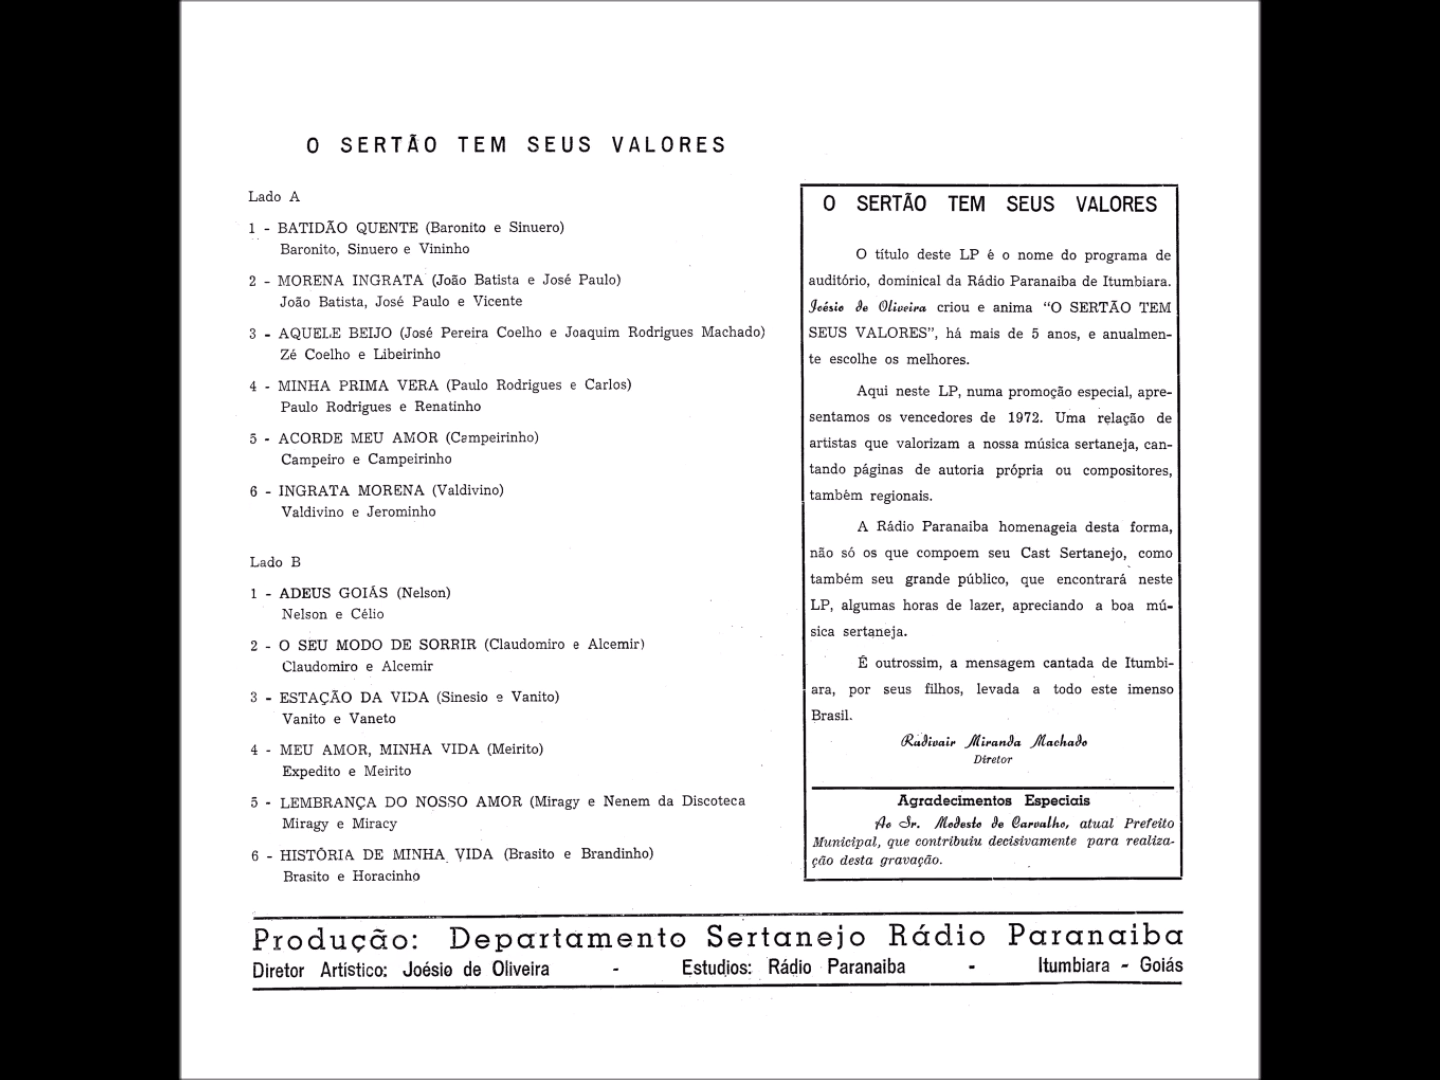 O SERTÃO TEM SEUS VALORES
Lado A
1 - BATIDÃO QUENTE (Baronito e Sinuero)
Baronito, Sinuero e Vininho
2 - MORENA INGRATA (João Batista e José Paulo)
João Batista, José Paulo e Vicente
3 - AQUELE BEIJO (José Pereira Coelho e Joaquim Rodrigues Machado)
Zé Coelho e Libeirinho
4 - MINHA PRIMA VERA (Paulo Rodrigues e Carlos)
Paulo Rodrigues e Renatinho
5 - ACORDE MEU AMOR (Campeirinho)
Campeiro e Campeirinho
6 - INGRATA MORENA (Valdivino)
Valdivino e Jerominho
Lado B
1 - ADEUS GOIÁS (Nelson)
Nelson e Célio
2 - O SEU MODO DE SORRIR (Claudomiro e Alcemir)
Claudomiro e Alcemir
3 - ESTAÇÃO DA VIDA (Sinesio e Vanito)
Vanito e Vaneto
4 - MEU AMOR, MINHA VIDA (Meirito)
Expedito e Meirito
5 - LEMBRANÇA DO NOSSO AMOR (Miragy e Nenem da Discoteca
Miragy e Miracy
6 - HISTÓRIA DE MINHA VIDA (Brasito e Brandinho)
Brasito e Horacinho
O SERTÃO TEM SEUS VALORES
O título deste LP é o nome do programa de
auditório, dominical da Rádio Paranaiba de Itumbiara.
Joésio de Oliveira criou e anima “O SERTÃO TEM
SEUS VALORES”, há mais de 5 anos, e anualmen-
te escolhe os melhores.
Aqui neste LP, numa promoção especial, apre-
sentamos os vencedores de 1972. Uma relação de
artistas que valorizam a nossa música sertaneja, can-
tando páginas de autoria própria ou compositores,
também regionais.
A Rádio Paranaiba homenageia desta forma,
não só os que compoem seu Cast Sertanejo, como
também seu grande público, que encontrará neste
LP, algumas horas de lazer, apreciando a boa mú-
sica sertaneja.
É outrossim, a mensagem cantada de Itumbi-
ara, por seus filhos, levada a todo este imenso
Brasil.
Radivair Miranda Machado
Diretor
Agradecimentos Especiais
Ao Sr. Modesto de Carvalho, atual Prefeito
Municipal, que contribuiu decisivamente para realiza-
ção desta gravação.
Produção: Departamento Sertanejo Rádio Paranaiba
Diretor Artístico: Joésio de Oliveira - Estudios: Rádio Paranaiba - Itumbiara - Goiás